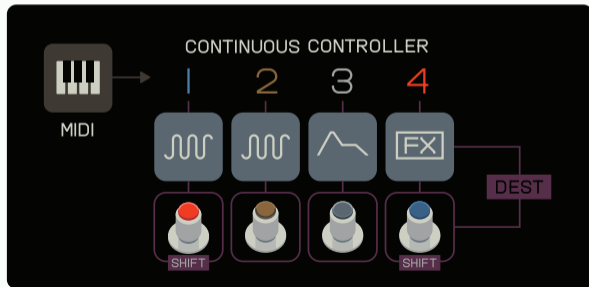 CONTINUOUS CONTROLLER
1 2 3 4
MIDI
FX
DEST
SHIFT SHIFT